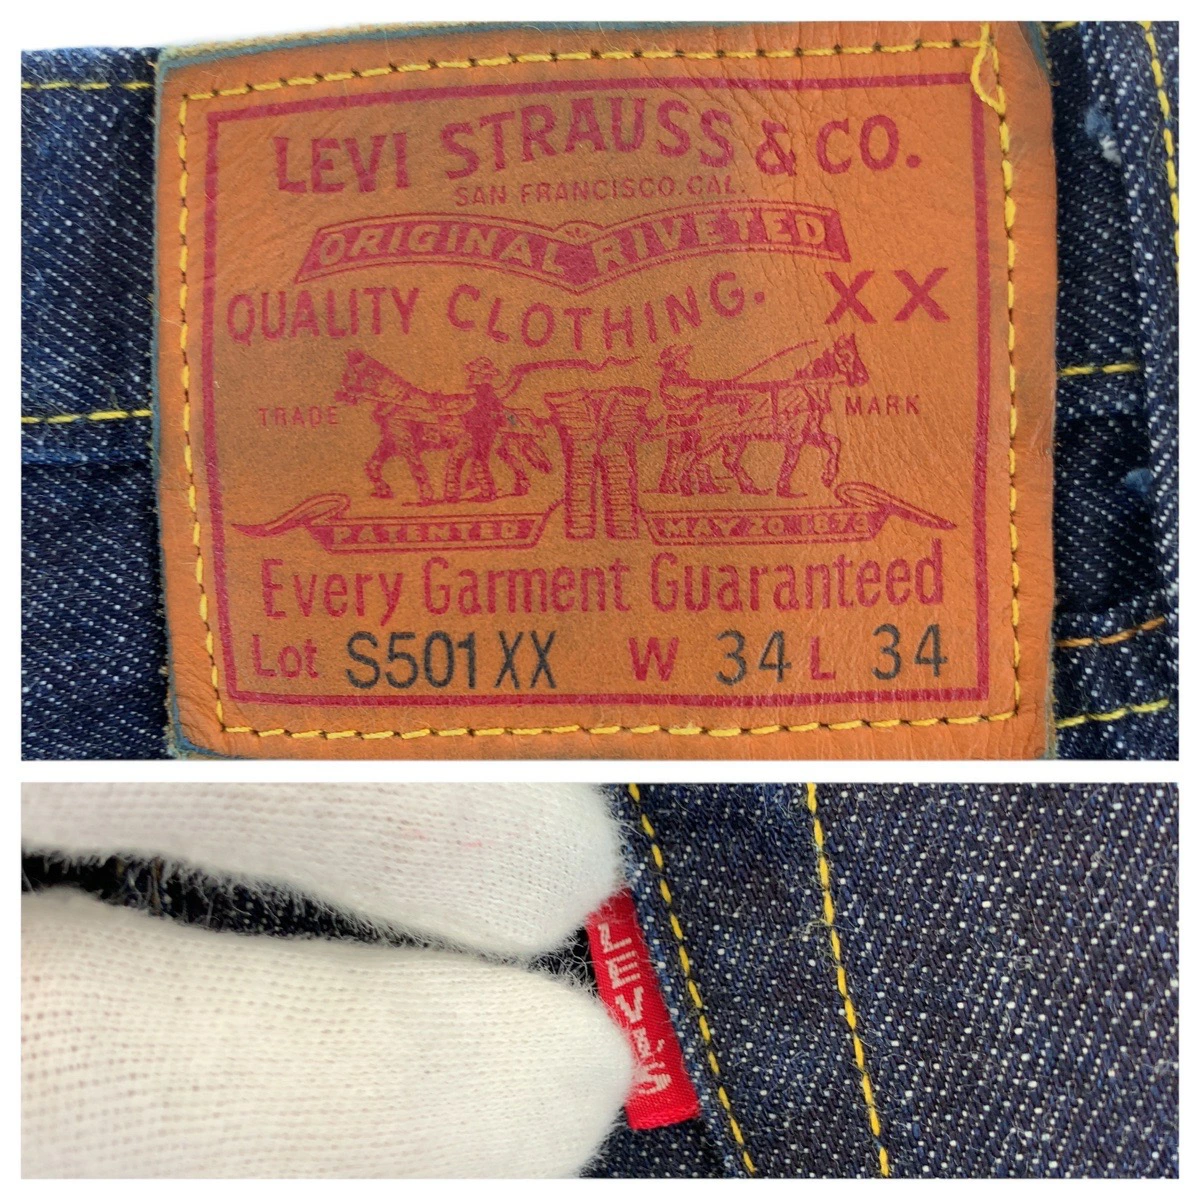 LEVI STRAUSS & CO.
SAN FRANCISCO. CAL.
ORIGINAL RIVETED
QUALITY CLOTHING. XX
TRADE MARK
PATENTED MAY 20 1873
Every Garment Guaranteed
Lot S501XX W 34 L 34
LEVI'S